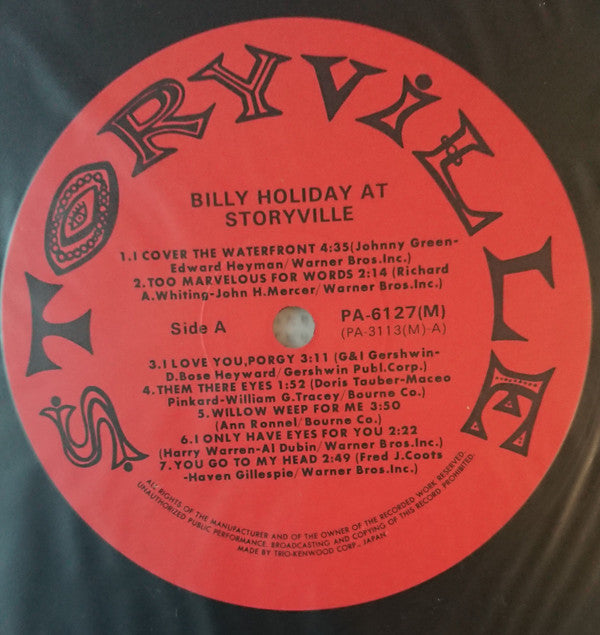 STORYVILLE
BILLY HOLIDAY AT
STORYVILLE
1.I COVER THE WATERFRONT 4:35(Johnny Green-
Edward Heyman/Warner Bros.Inc.)
2.TOO MARVELOUS FOR WORDS 2:14 (Richard
A.Whiting-John H.Mercer/Warner Bros.Inc.)
Side A
PA-6127(M)
(PA-3113(M)-A)
3.I LOVE YOU,PORGY 3:11 (G&I Gershwin-
D.Bose Heyward/Gershwin Publ.Corp.)
4.THEM THERE EYES 1:52 (Doris Tauber-Maceo
Pinkard-William G.Tracey/Bourne Co.)
5.WILLOW WEEP FOR ME 3:50
(Ann Ronnel/Bourne Co.)
6.I ONLY HAVE EYES FOR YOU 2:22
(Harry Warren-Al Dubin/Warner Bros.Inc.)
7.YOU GO TO MY HEAD 2:49 (Fred J.Coots
-Haven Gillespie/Warner Bros.Inc.)
ALL RIGHTS OF THE MANUFACTURER AND OF THE OWNER OF THE RECORDED WORK RESERVED.
UNAUTHORIZED PUBLIC PERFORMANCE, BROADCASTING AND COPYING OF THIS RECORD PROHIBITED.
MADE BY TRIO-KENWOOD CORP., JAPAN